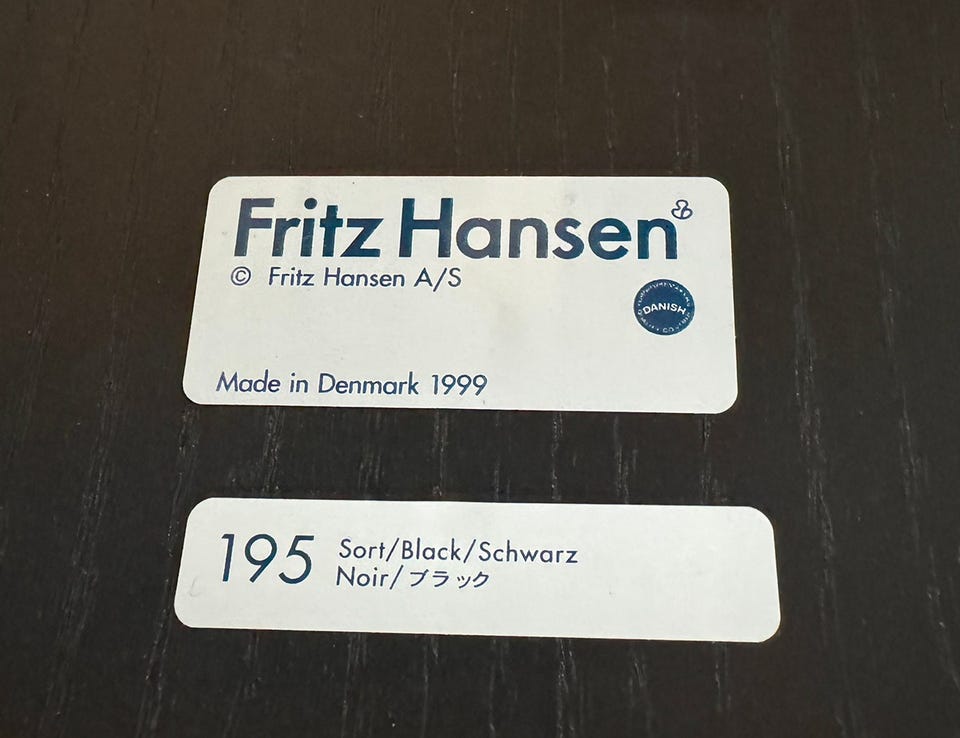 Fritz Hansen
© Fritz Hansen A/S
DANISH
Made in Denmark 1999
195 Sort/Black/Schwarz
Noir/ブラック